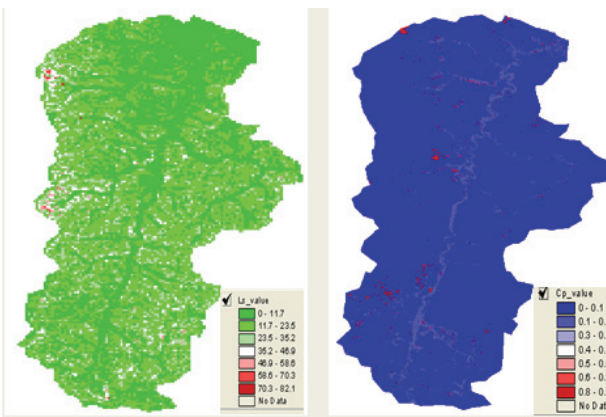 Ls_value
0 - 11.7
11.7 - 23.5
23.5 - 35.2
35.2 - 46.9
46.9 - 58.6
58.6 - 70.3
70.3 - 82.1
No Data
Cp_value
0 - 0.1
0.1 - 0.
0.3 - 0.
0.4 - 0.
0.5 - 0.
0.6 - 0.
0.8 - 0.
No Data